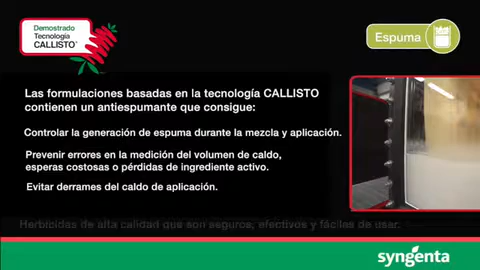 Demostrado
Tecnología
CALLISTO
Espuma
Las formulaciones basadas en la tecnología CALLISTO
contienen un antiespumante que consigue:
Controlar la generación de espuma durante la mezcla y aplicación.
Prevenir errores en la medición del volumen de caldo,
esperas costosas o pérdidas de ingrediente activo.
Evitar derrames del caldo de aplicación.
Herbicidas de alta calidad que son seguros, efectivos y fáciles de usar.
syngenta